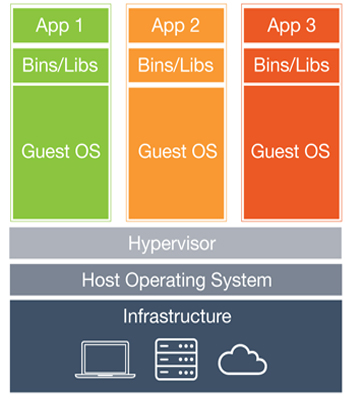 App 1
App 2
App 3
Bins/Libs
Bins/Libs
Bins/Libs
Guest OS
Guest OS
Guest OS
Hypervisor
Host Operating System
Infrastructure